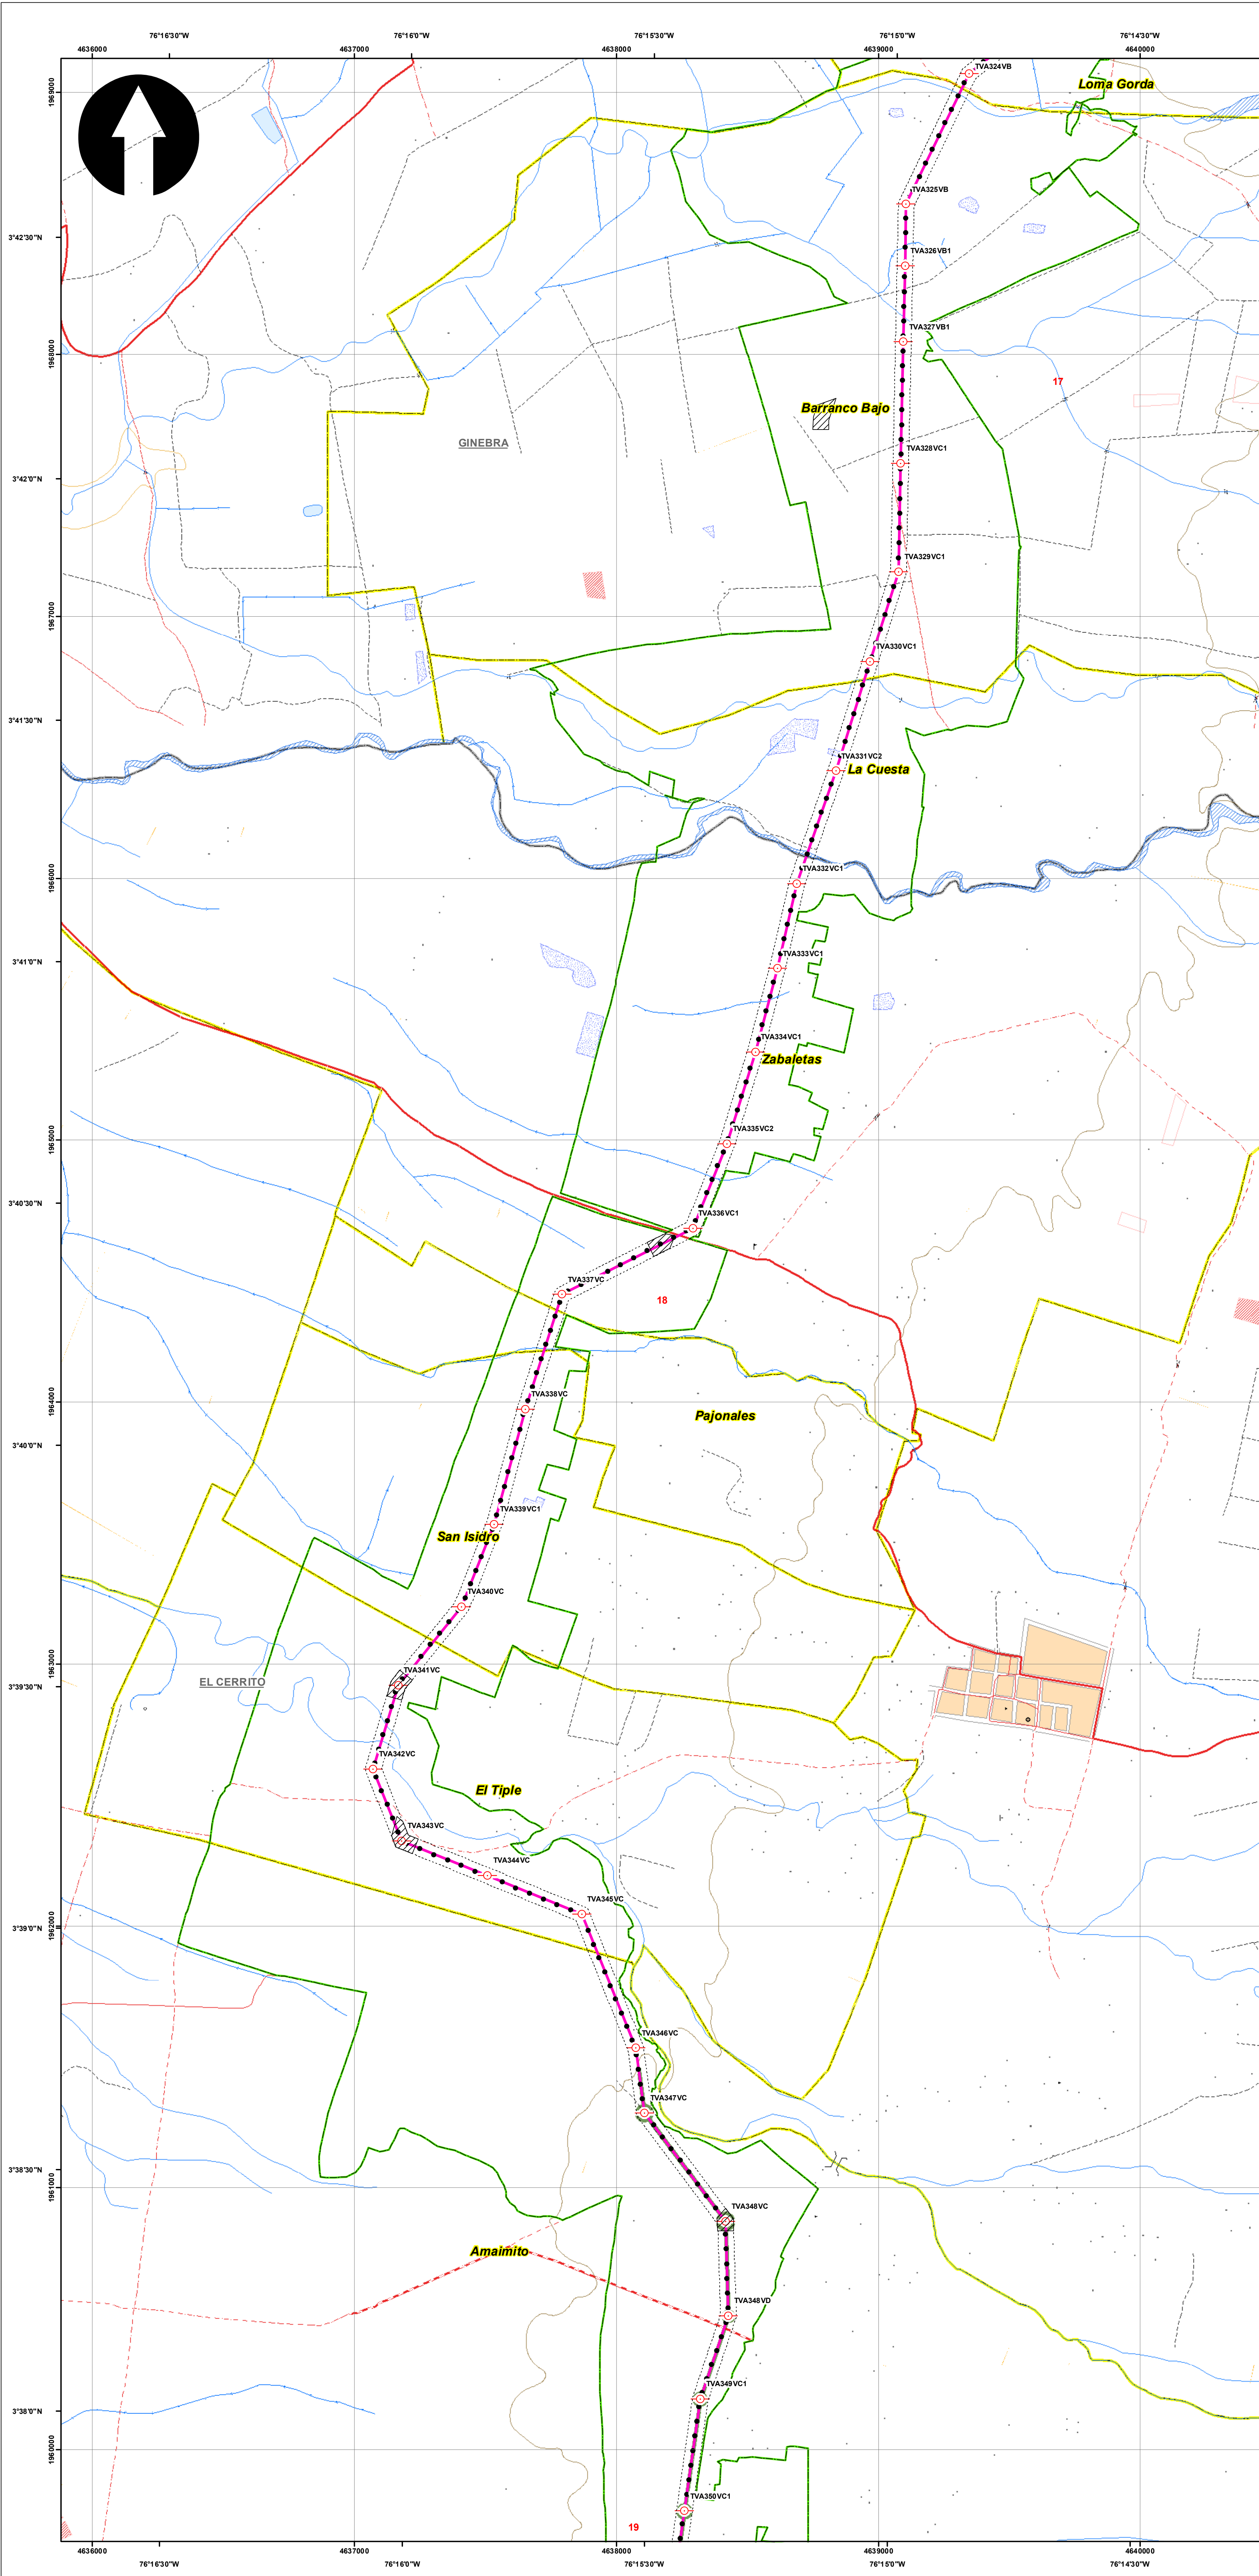 76°16'30"W
76°16'0"W
76°15'30"W
76°15'0"W
76°14'30"W
4636000
4637000
4638000
4639000
4640000
TVA324VB
Loma Gorda
1969000
TVA325VB
3°42'30"N
TVA326VB1
TVA327VB1
1968000
17
Barranco Bajo
GINEBRA
TVA328VC1
3°42'0"N
TVA329VC1
1967000
TVA330VC1
3°41'30"N
TVA331VC2
La Cuesta
TVA332VC1
1966000
TVA333VC1
3°41'0"N
TVA334VC1
Zabaletas
TVA335VC2
1965000
3°40'30"N
TVA336VC1
TVA337VC
18
TVA338VC
1964000
Pajonales
3°40'0"N
TVA339VC1
San Isidro
TVA340VC
1963000
TVA341VC
EL CERRITO
3°39'30"N
TVA342VC
El Tiple
TVA343VC
TVA344VC
TVA345VC
3°39'0"N
1962000
TVA346VC
TVA347VC
3°38'30"N
1961000
TVA348VC
Amaimito
TVA348VD
TVA349VC1
3°38'0"N
1960000
TVA350VC1
19
4636000
4637000
4638000
4639000
4640000
76°16'30"W
76°16'0"W
76°15'30"W
76°15'0"W
76°14'30"W